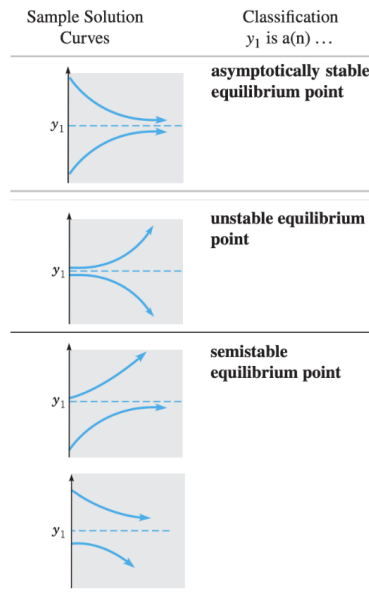 Sample Solution
Curves
Classification
y₁ is a(n) …
asymptotically stable
equilibrium point
y₁
unstable equilibrium
point
y₁
semistable
equilibrium point
y₁
y₁